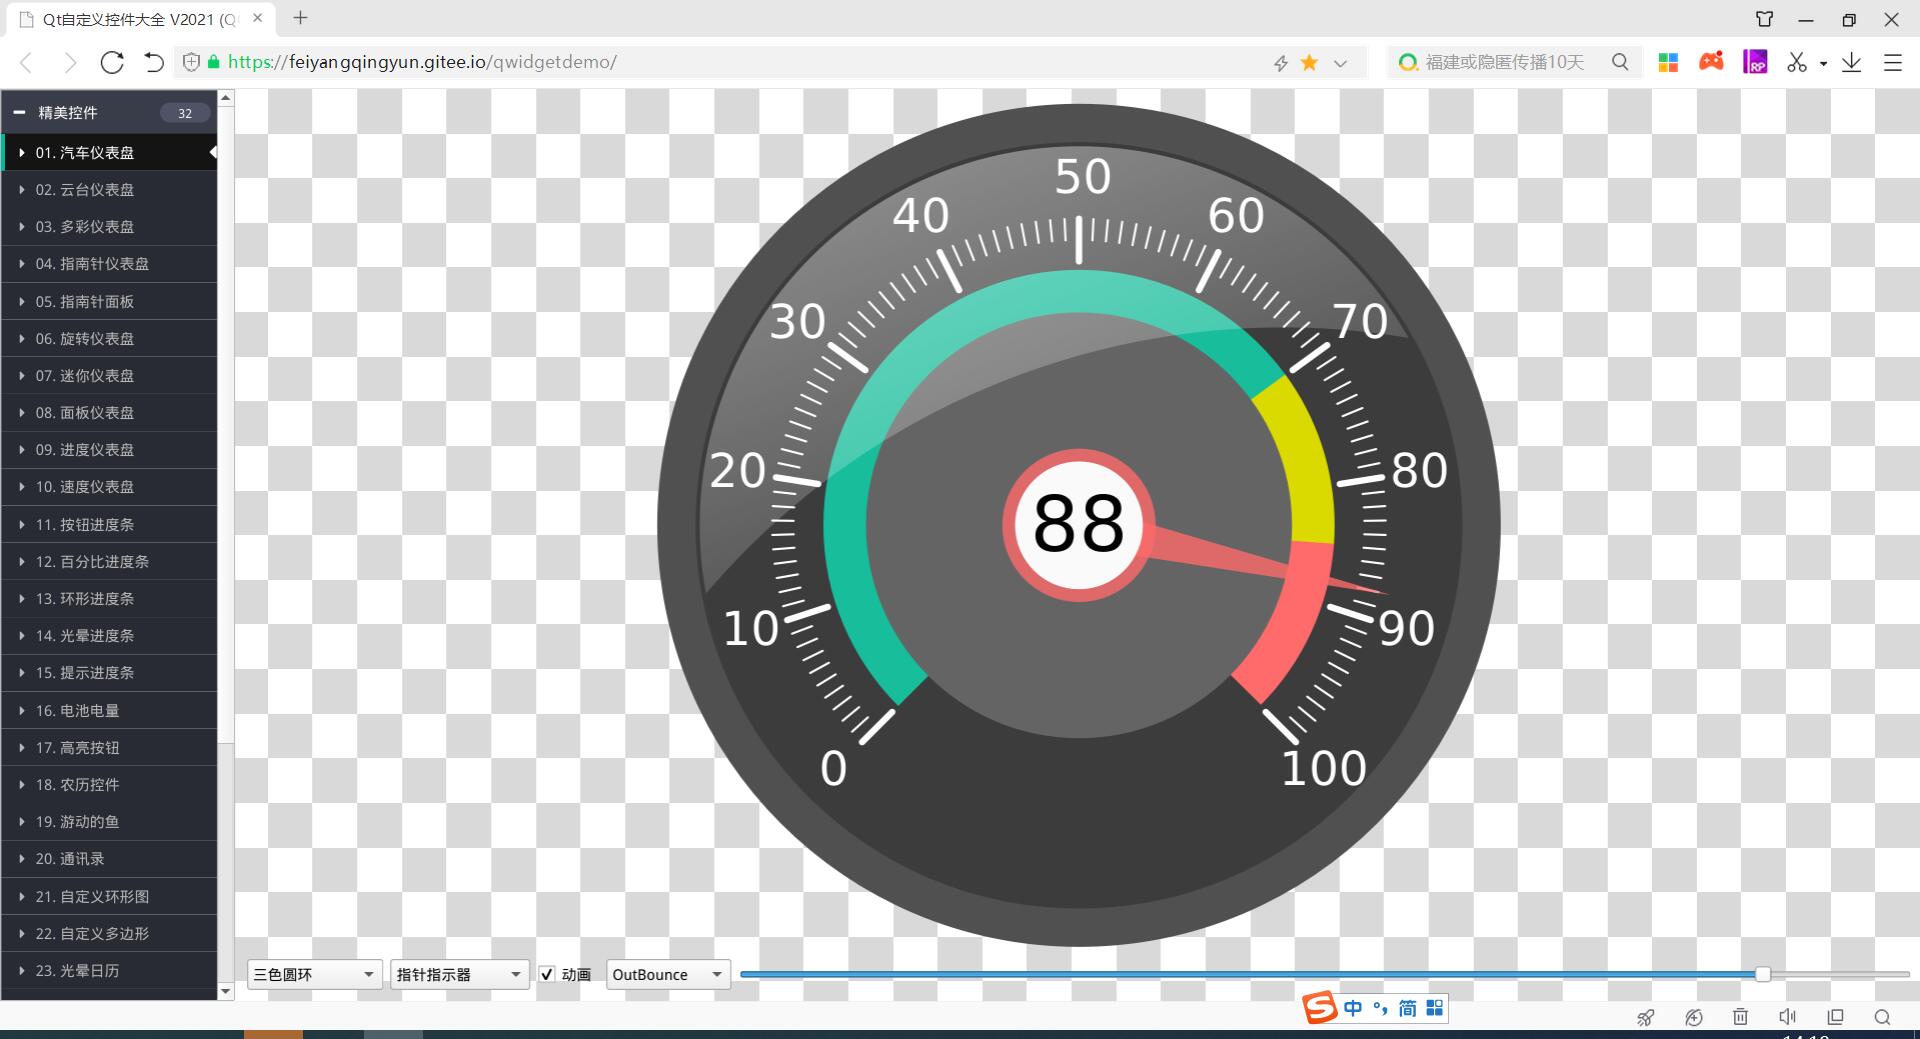 Qt自定义控件大全 V2021 (Q
https://feiyangqingyun.gitee.io/qwidgetdemo/
福建或隐匿传播10天
RP
精美控件 32
01. 汽车仪表盘
02. 云台仪表盘
03. 多彩仪表盘
04. 指南针仪表盘
05. 指南针面板
06. 旋转仪表盘
07. 迷你仪表盘
08. 面板仪表盘
09. 进度仪表盘
10. 速度仪表盘
11. 按钮进度条
12. 百分比进度条
13. 环形进度条
14. 光晕进度条
15. 提示进度条
16. 电池电量
17. 高亮按钮
18. 农历控件
19. 游动的鱼
20. 通讯录
21. 自定义环形图
22. 自定义多边形
23. 光晕日历
50
40 60
30 70
20 80
88
10 90
0 100
三色圆环 指针指示器 动画 OutBounce
S 中 °, 简